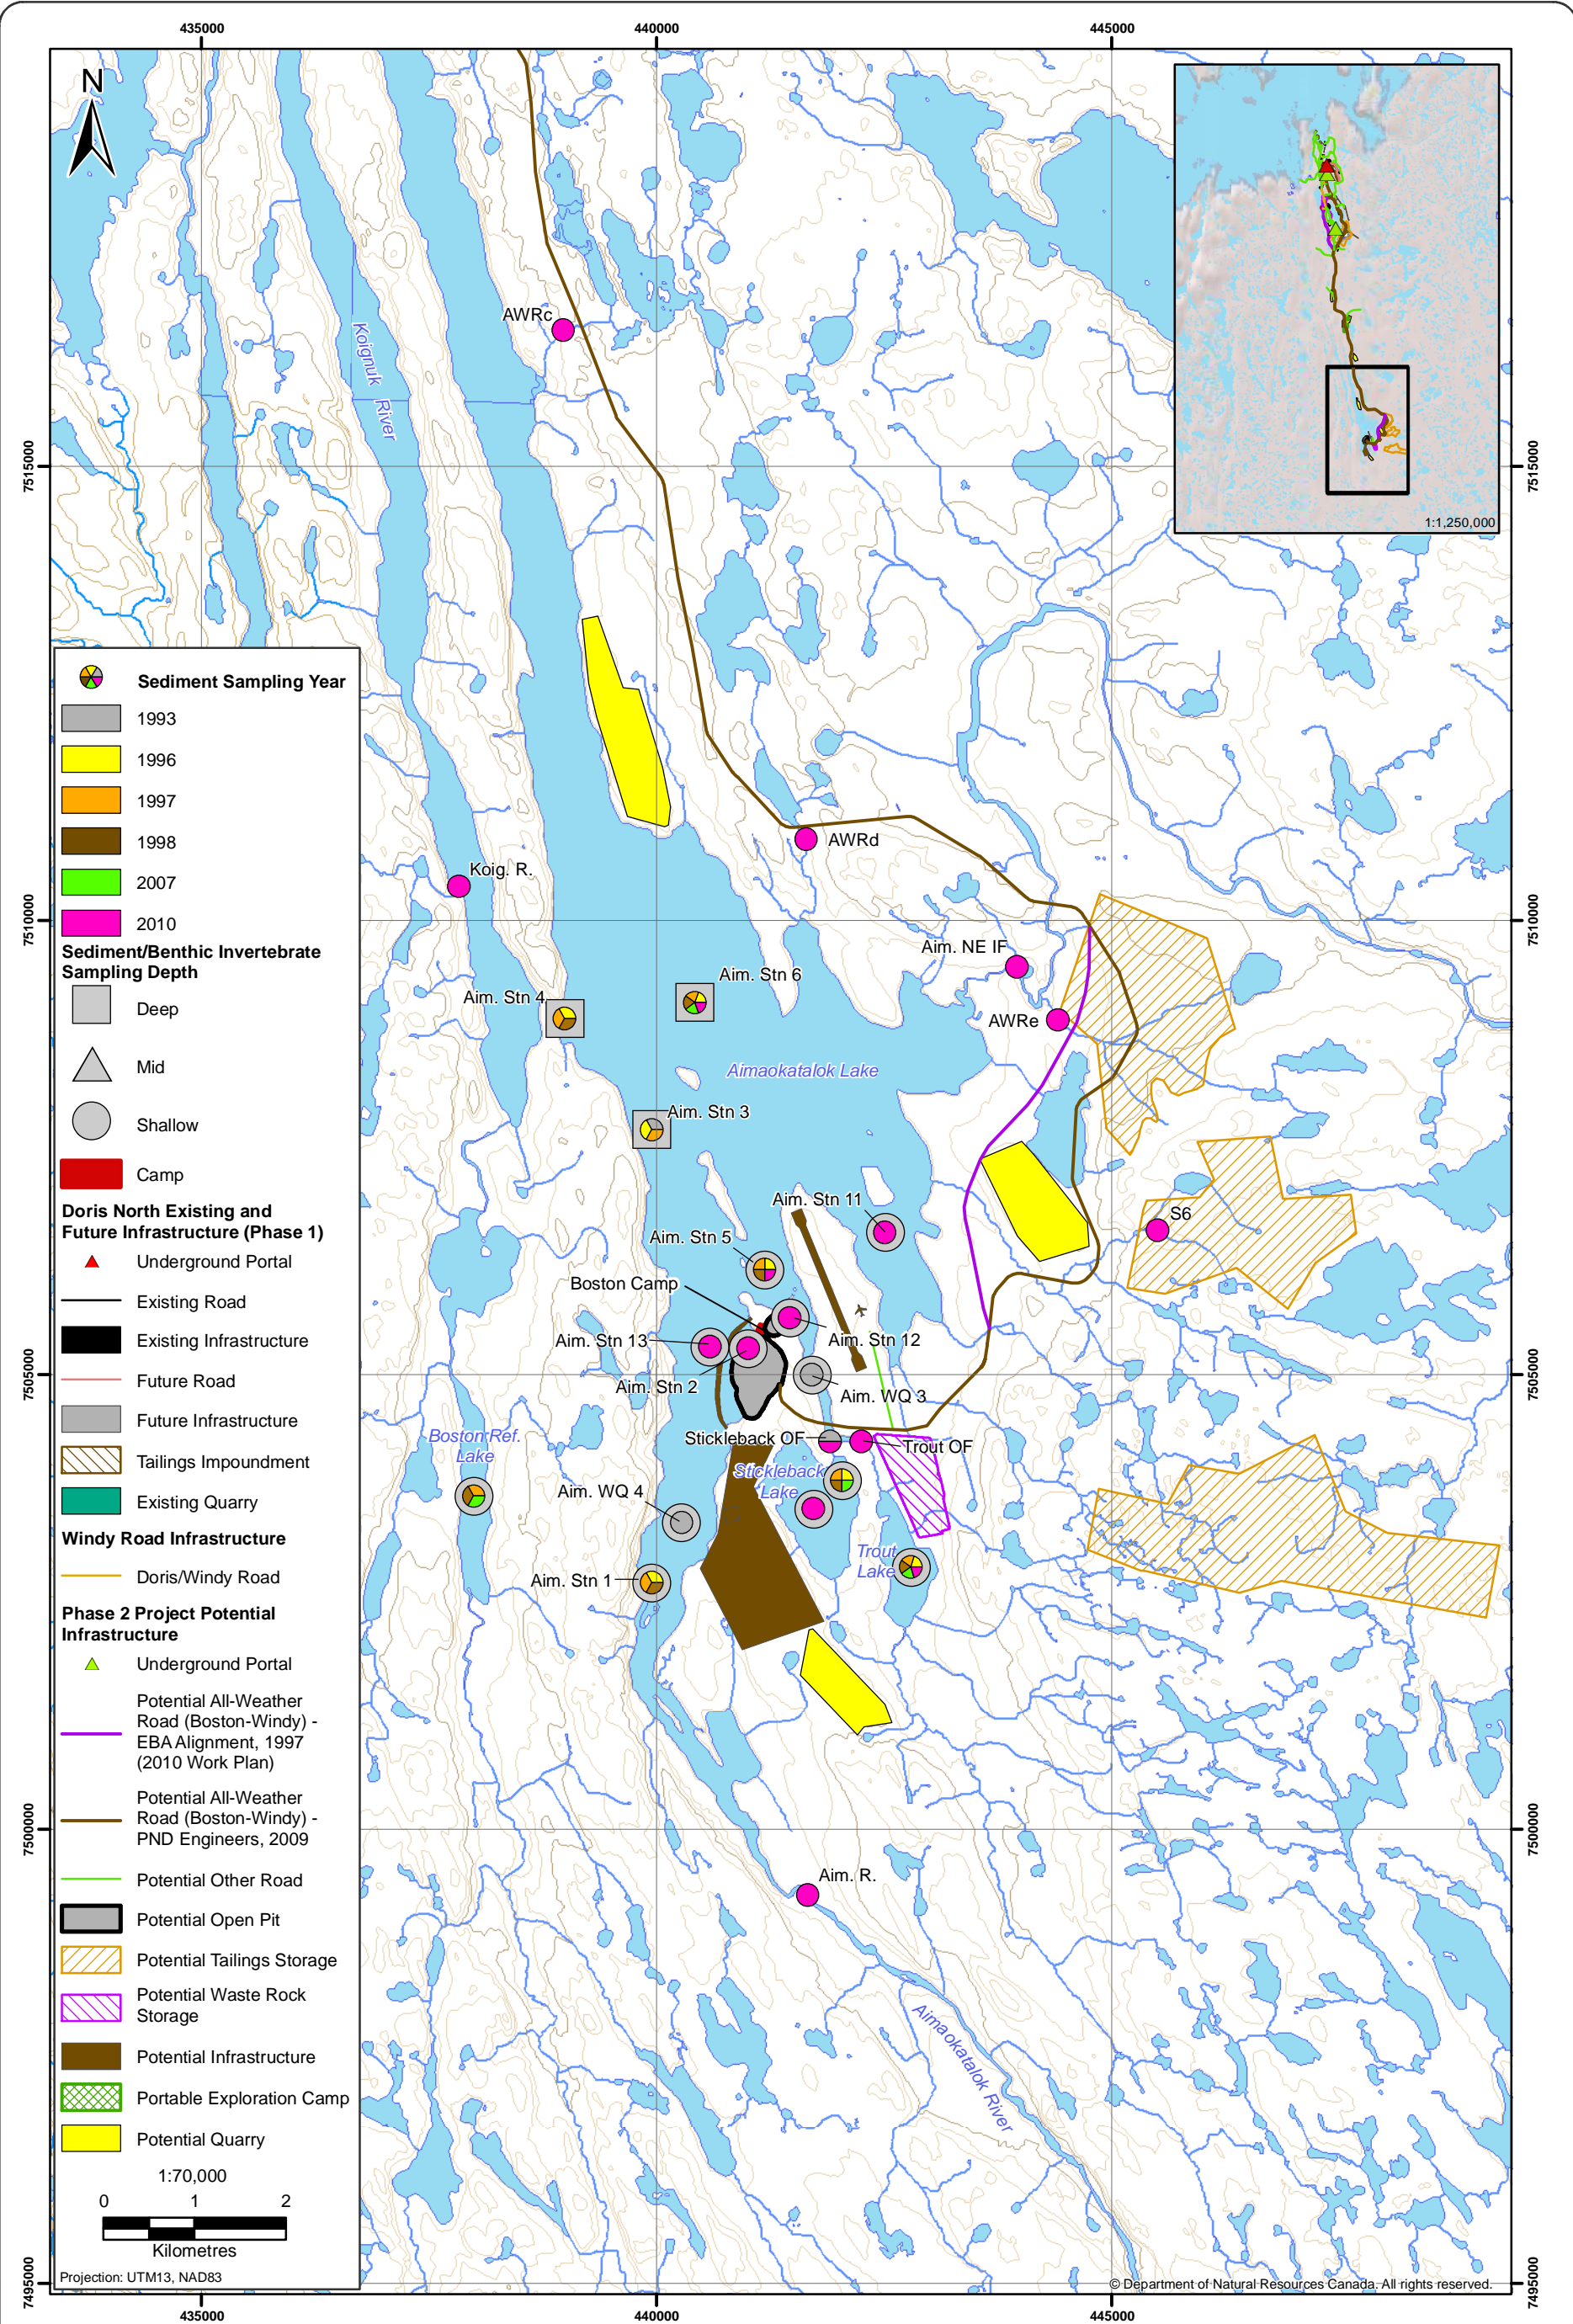 435000
440000
445000
N
1:1,250,000
AWRc
Koignuk River
7515000
7515000
Sediment Sampling Year
1993
1996
1997
1998
2007
2010
Sediment/Benthic Invertebrate
Sampling Depth
Deep
Mid
Shallow
Camp
Doris North Existing and
Future Infrastructure (Phase 1)
Underground Portal
Existing Road
Existing Infrastructure
Future Road
Future Infrastructure
Tailings Impoundment
Existing Quarry
Windy Road Infrastructure
Doris/Windy Road
Phase 2 Project Potential
Infrastructure
Underground Portal
Potential All-Weather
Road (Boston-Windy) -
EBA Alignment, 1997
(2010 Work Plan)
Potential All-Weather
Road (Boston-Windy) -
PND Engineers, 2009
Potential Other Road
Potential Open Pit
Potential Tailings Storage
Potential Waste Rock
Storage
Potential Infrastructure
Portable Exploration Camp
Potential Quarry
1:70,000
0 1 2
Kilometres
Projection: UTM13, NAD83
AWRd
Koig. R.
7510000
7510000
Aim. NE IF
Aim. Stn 6
Aim. Stn 4
AWRe
Aimaokatalok Lake
Aim. Stn 3
Aim. Stn 11
S6
Aim. Stn 5
Boston Camp
Aim. Stn 13
Aim. Stn 12
7505000
7505000
Aim. Stn 2
Aim. WQ 3
Boston Ref.
Lake
Stickleback OF
Trout OF
Stickleback
Lake
Aim. WQ 4
Trout
Lake
Aim. Stn 1
7500000
7500000
Aim. R.
Aimaokatalok River
7495000
7495000
© Department of Natural Resources Canada. All rights reserved.
435000
440000
445000